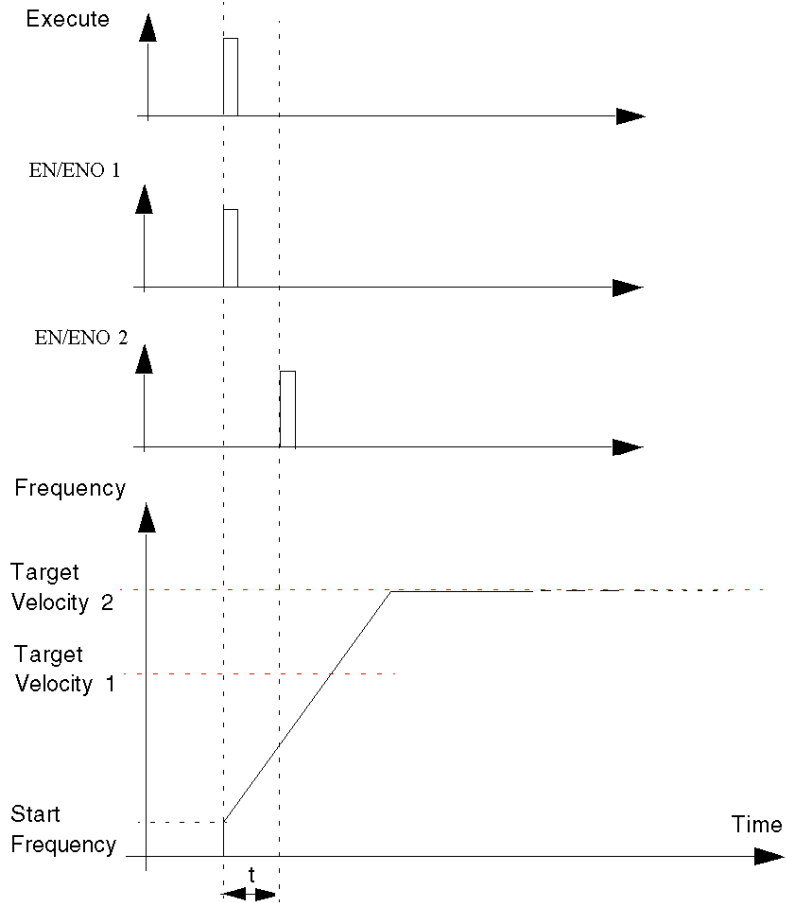 Execute
EN/ENO 1
EN/ENO 2
Frequency
Target
Velocity 2
Target
Velocity 1
Start
Frequency
Time
t